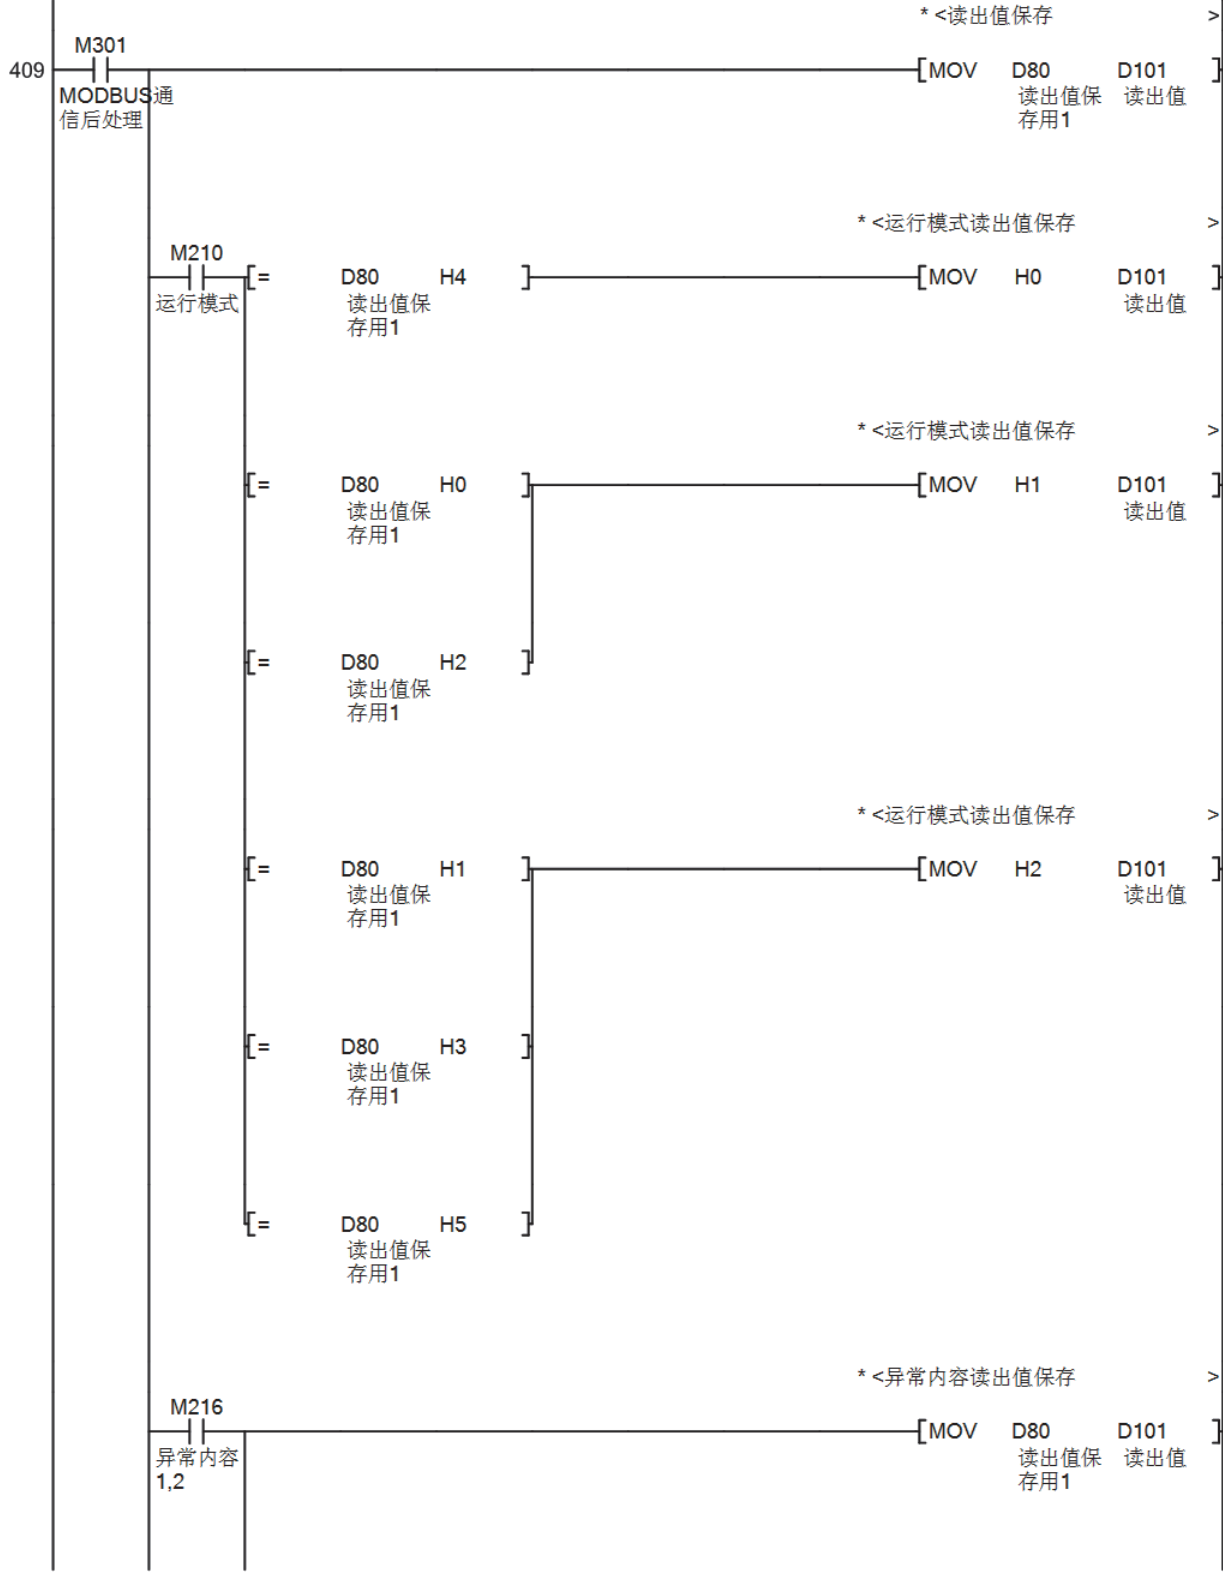 * <读出值保存 >
M301
409 [MOV D80 D101 ]
MODBUS通 读出值保 读出值
信后处理 存用1
* <运行模式读出值保存 >
M210
[= D80 H4 ] [MOV H0 D101 ]
运行模式 读出值保 读出值
存用1
* <运行模式读出值保存 >
[= D80 H0 ] [MOV H1 D101 ]
读出值保 读出值
存用1
[= D80 H2 ]
读出值保
存用1
* <运行模式读出值保存 >
[= D80 H1 ] [MOV H2 D101 ]
读出值保 读出值
存用1
[= D80 H3 ]
读出值保
存用1
[= D80 H5 ]
读出值保
存用1
* <异常内容读出值保存 >
M216
[MOV D80 D101 ]
异常内容 读出值保 读出值
1,2 存用1